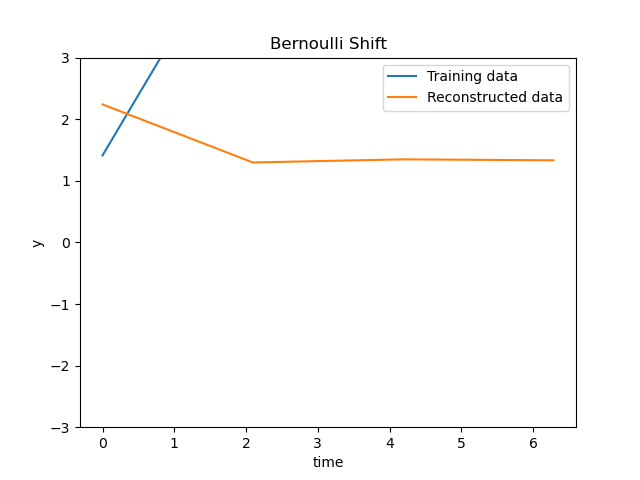 Bernoulli Shift
Training data
Reconstructed data
3
2
1
0
−1
−2
−3
y
0 1 2 3 4 5 6
time